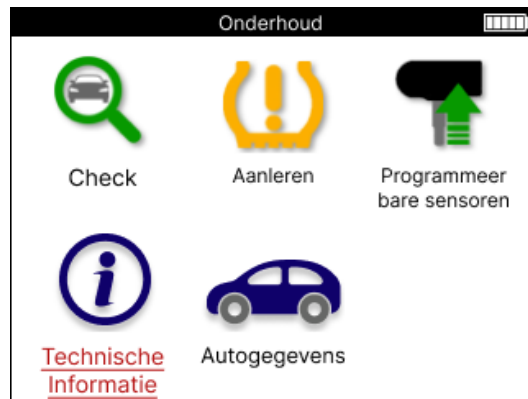 Onderhoud
Check
Aanleren
Programmeer
bare sensoren
Technische
Informatie
Autogegevens